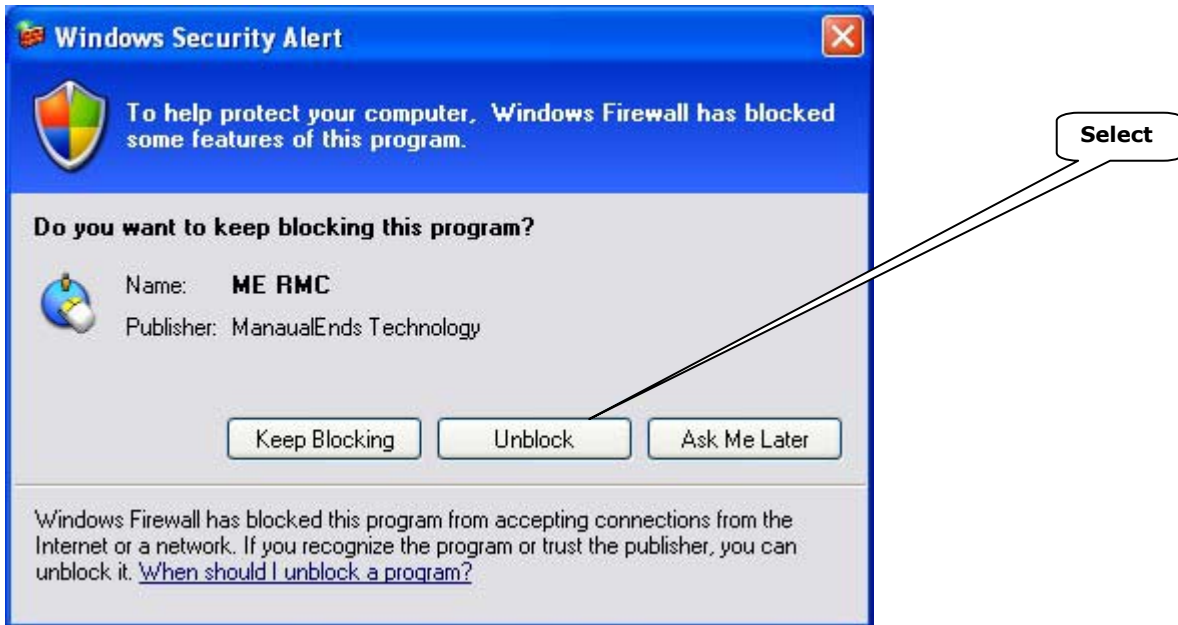 Windows Security Alert
To help protect your computer, Windows Firewall has blocked
some features of this program.
Select
Do you want to keep blocking this program?
Name: ME RMC
Publisher: ManaualEnds Technology
Keep Blocking Unblock Ask Me Later
Windows Firewall has blocked this program from accepting connections from the
Internet or a network. If you recognize the program or trust the publisher, you can
unblock it. When should I unblock a program?